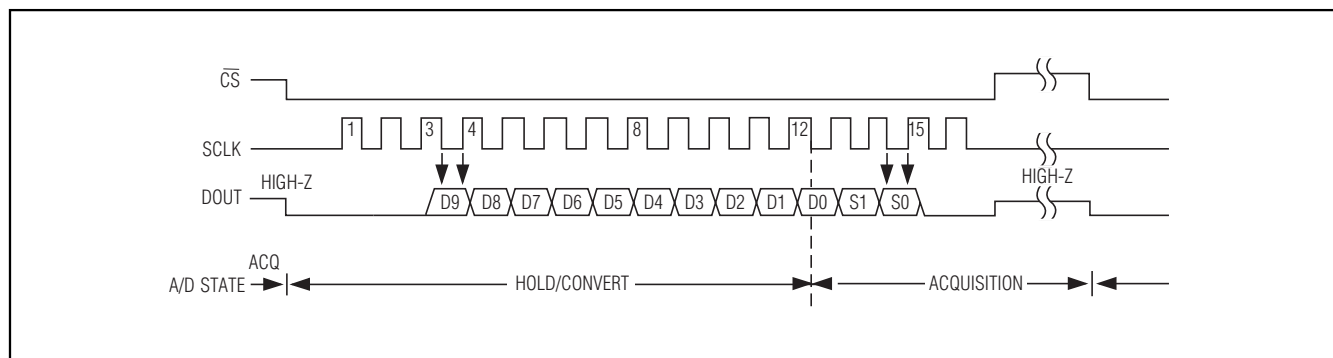 CS
1 3 4 8 12 15
SCLK
HIGH-Z HIGH-Z
DOUT D9 D8 D7 D6 D5 D4 D3 D2 D1 D0 S1 S0
ACQ
A/D STATE HOLD/CONVERT ACQUISITION